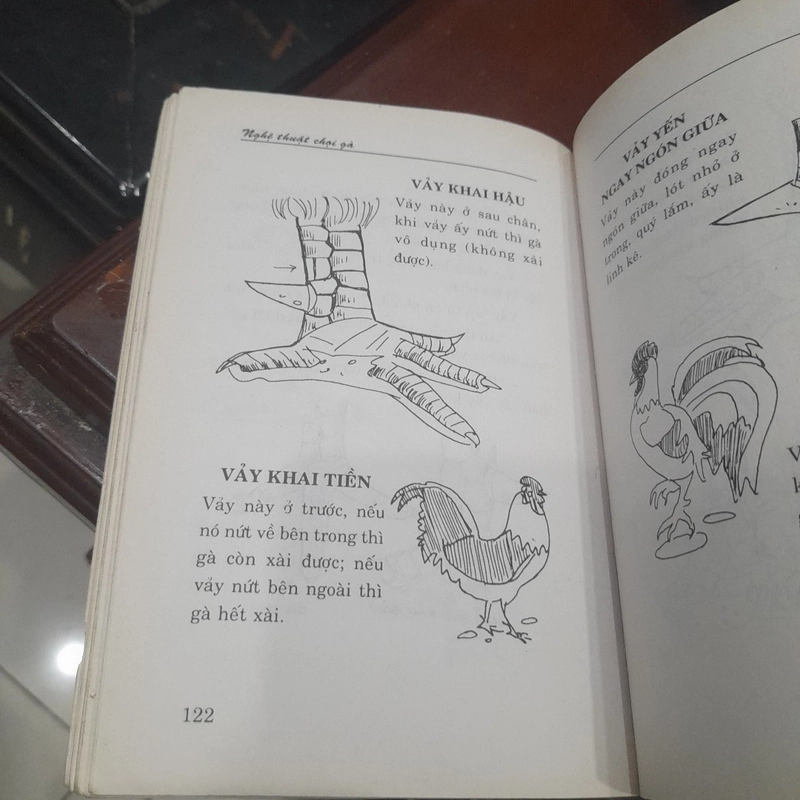 Nghệ thuật chọi gà
VẢY KHAI HẬU
Vảy này ở sau chân,
khi vảy ấy nứt thì gà
vô dụng (không xài
được).
VẢY KHAI TIỀN
Vảy này ở trước, nếu
nó nứt về bên trong thì
gà còn xài được; nếu
vảy nứt bên ngoài thì
gà hết xài.
122
VẢY YẾN
NGAY NGÓN GIỮA
Vảy này đóng ngay
ngón giữa, lót nhỏ ở
trong, quý lắm, ấy là
linh kê.